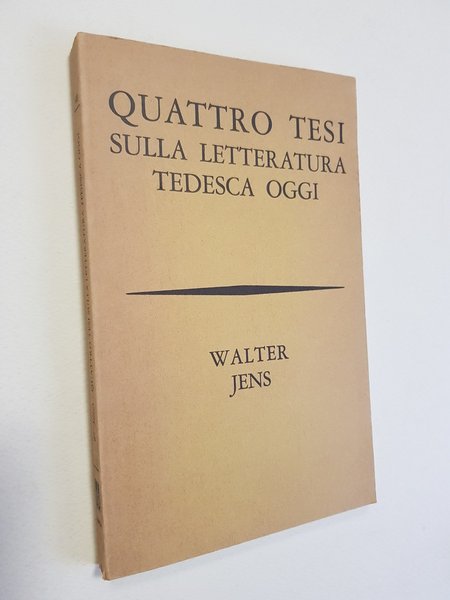 QUATTRO TESI
SULLA LETTERATURA
TEDESCA OGGI
WALTER
JENS